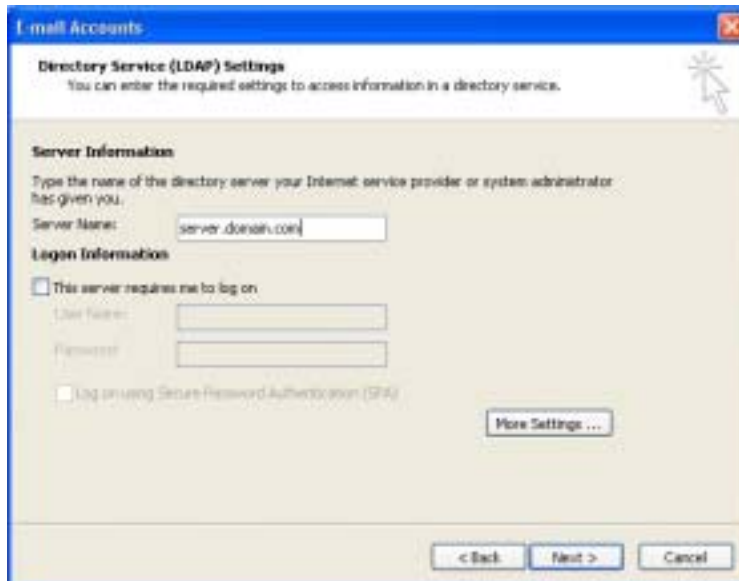 E-mail Accounts
Directory Service (LDAP) Settings
You can enter the required settings to access information in a directory service.
Server Information
Type the name of the directory server your Internet service provider or system administrator
has given you.
Server Name: server.domain.com
Logon Information
This server requires me to log on
User Name:
Password:
Log on using Secure Password Authentication (SPA)
More Settings ...
< Back Next > Cancel